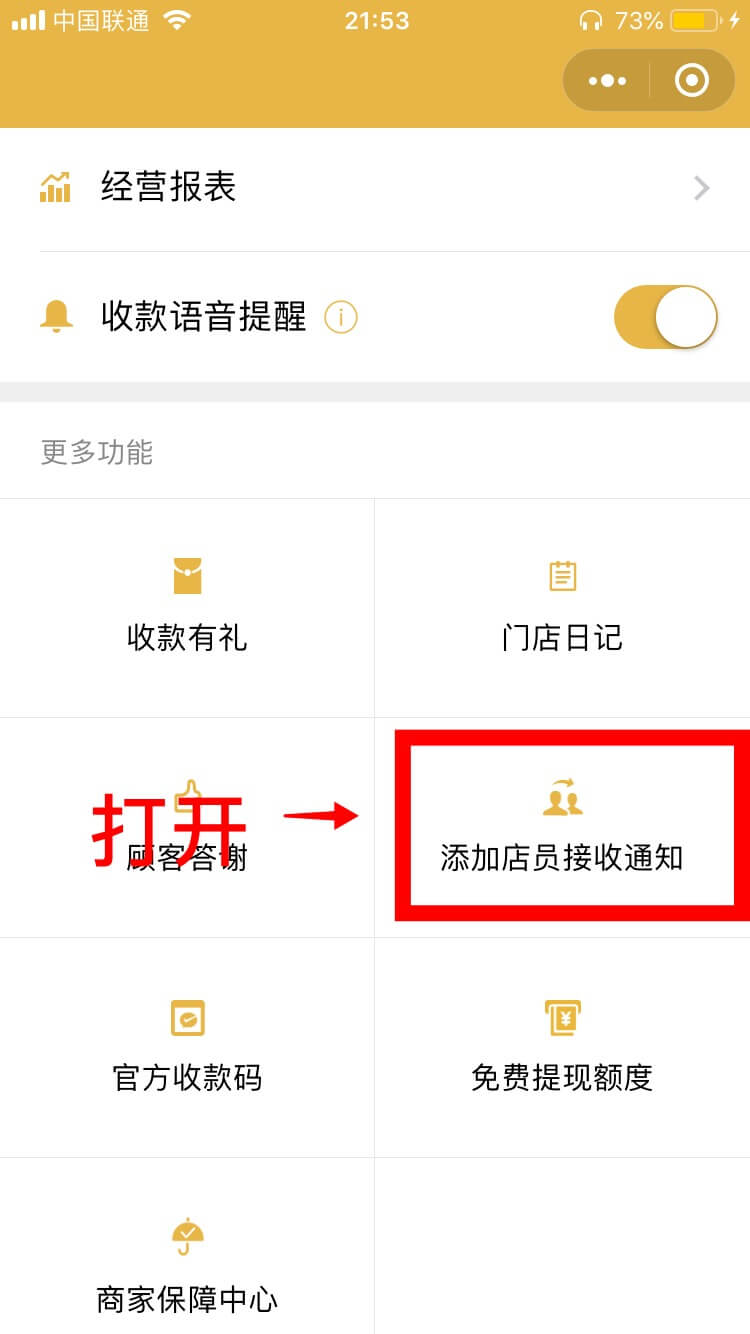 中国联通 21:53 73%
经营报表
收款语音提醒
更多功能
收款有礼 门店日记
打开
顾客答谢 添加店员接收通知
官方收款码 免费提现额度
商家保障中心